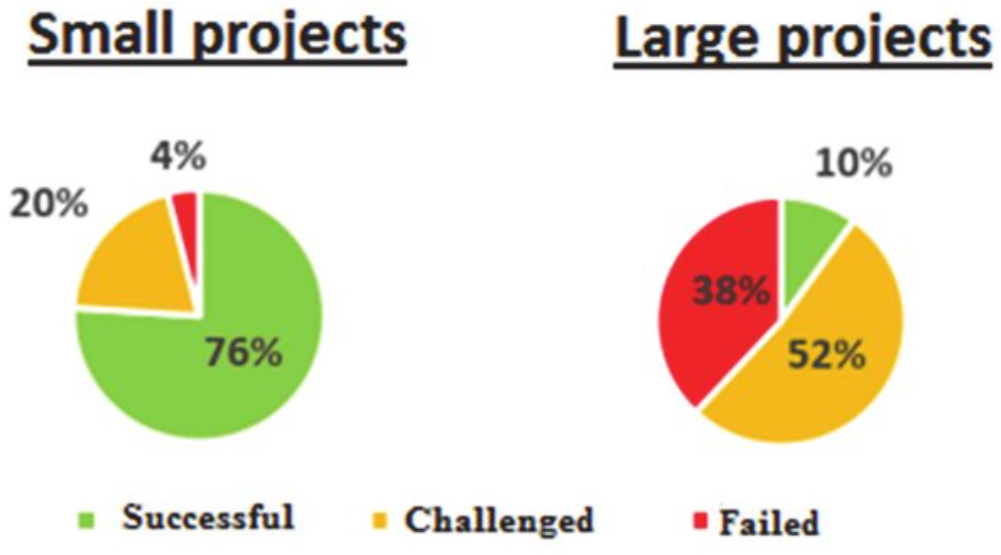 Small projects
Large projects
4%
20%
76%
10%
38%
52%
Successful
Challenged
Failed